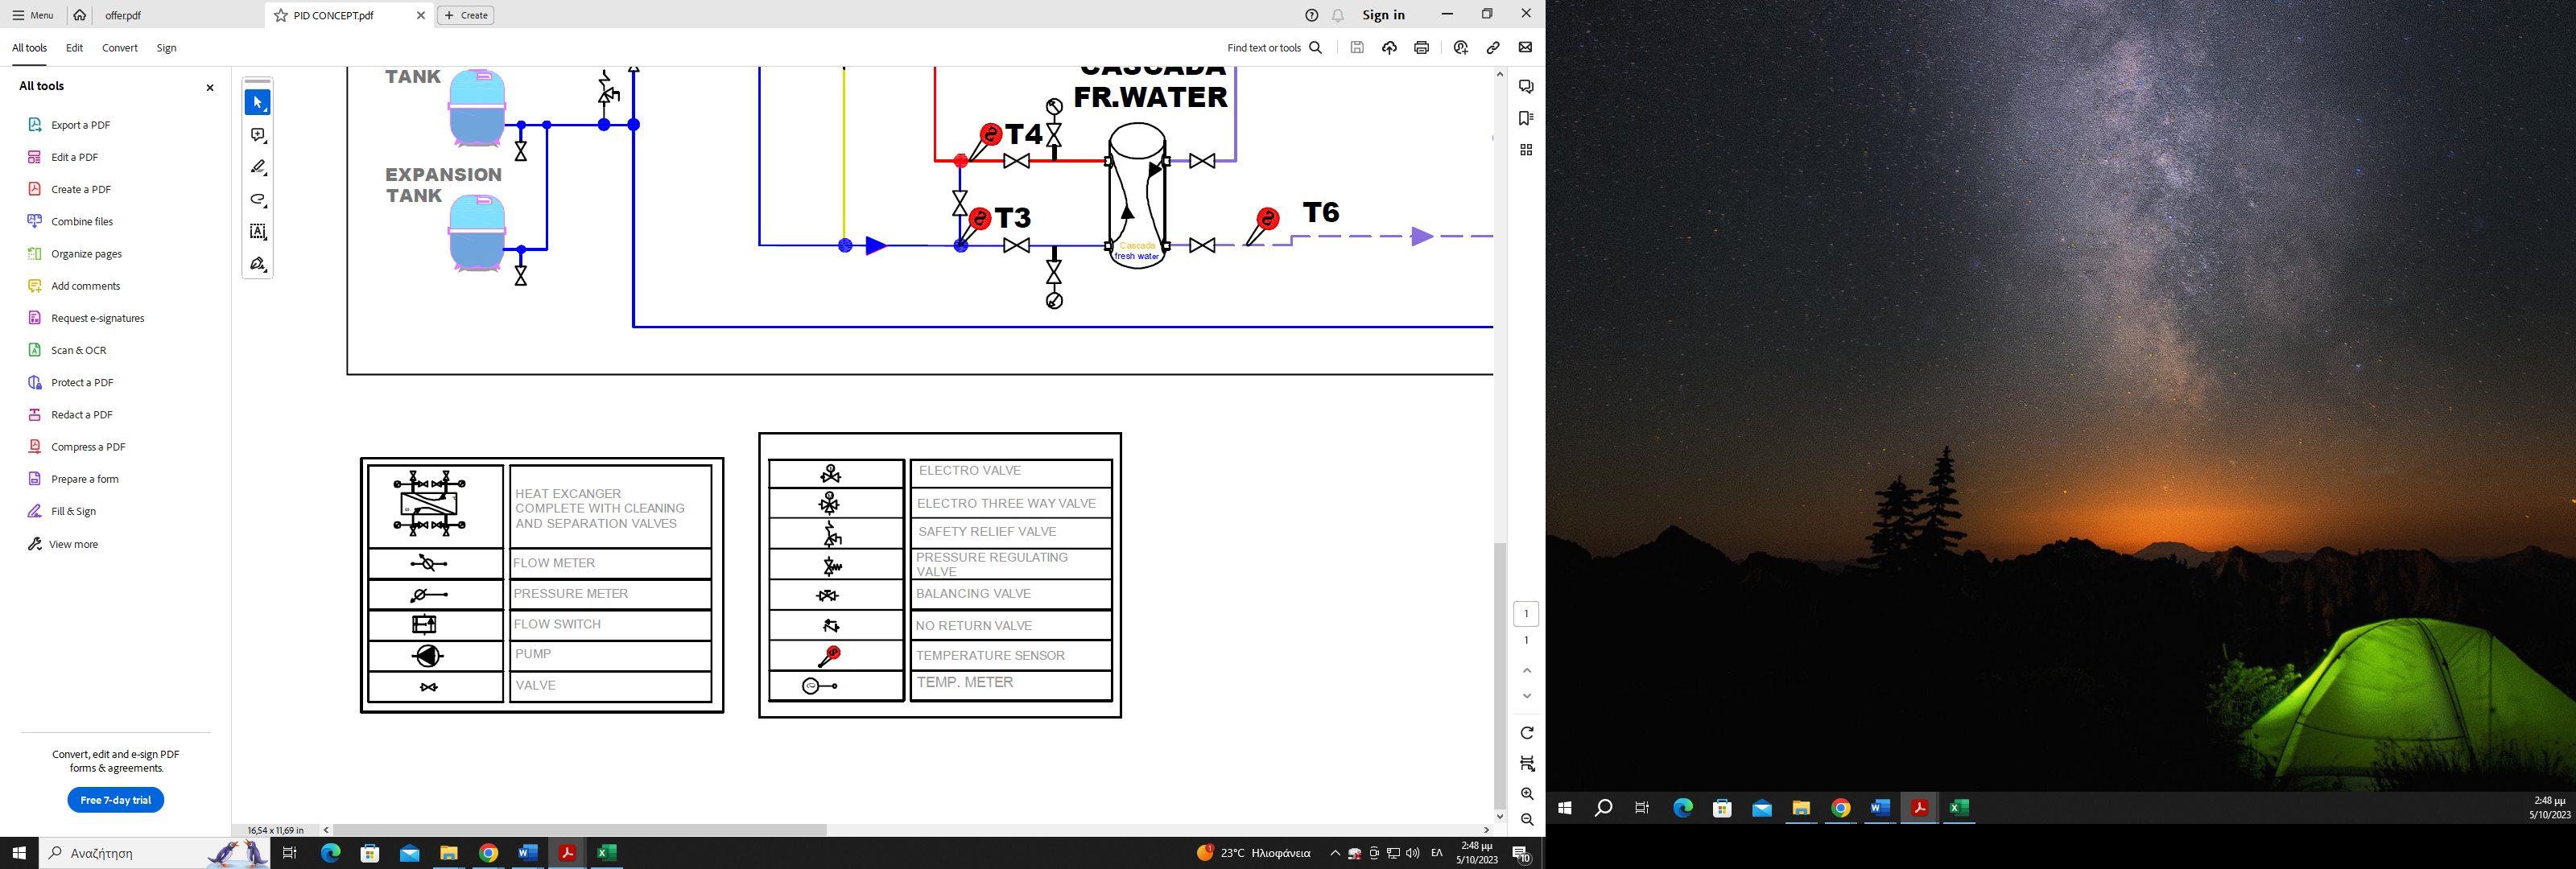 Menu
offer.pdf
PID CONCEPT.pdf
Create
Sign in
All tools
Edit
Convert
Sign
Find text or tools
All tools
Export a PDF
Edit a PDF
Create a PDF
Combine files
Organize pages
Add comments
Request e-signatures
Scan & OCR
Protect a PDF
Redact a PDF
Compress a PDF
Prepare a form
Fill & Sign
View more
Convert, edit and e-sign PDF
forms & agreements.
Free 7-day trial
TANK
EXPANSION
TANK
CASCADA
FR.WATER
T4
T3
T6
Cascada
fresh water
HEAT EXCANGER
COMPLETE WITH CLEANING
AND SEPARATION VALVES
FLOW METER
PRESSURE METER
FLOW SWITCH
PUMP
VALVE
ELECTRO VALVE
ELECTRO THREE WAY VALVE
SAFETY RELIEF VALVE
PRESSURE REGULATING
VALVE
BALANCING VALVE
NO RETURN VALVE
TEMPERATURE SENSOR
TEMP. METER
1
1
16,54 x 11,69 in
Αναζήτηση
1
23°C Ηλιοφάνεια
ΕΛ
2:48 μμ
5/10/2023
10
2:48 μμ
5/10/2023